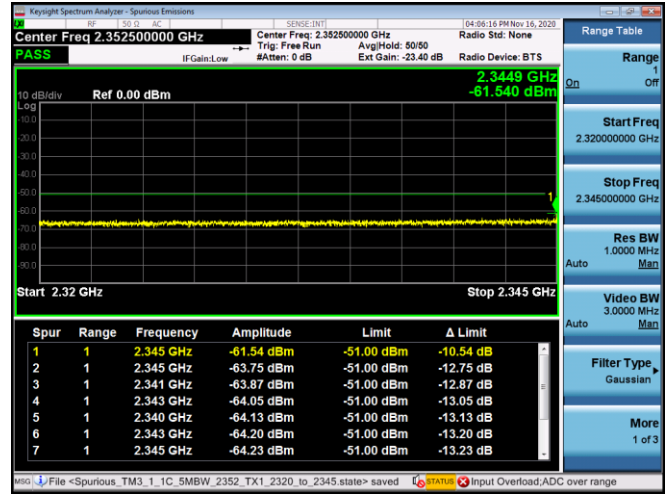 Keysight Spectrum Analyzer - Spurious Emissions
RF 50 Ω AC SENSE:INT 04:06:16 PM Nov 16, 2020
Center Freq 2.352500000 GHz Center Freq: 2.352500000 GHz Radio Std: None
Trig: Free Run Avg|Hold: 50/50
PASS IFGain:Low #Atten: 0 dB Ext Gain: -23.40 dB Radio Device: BTS
2.3449 GHz
10 dB/div Ref 0.00 dBm -61.540 dBm
Log
-10.0
-20.0
-30.0
-40.0
-50.0
1
-60.0
-70.0
-80.0
-90.0
Start 2.32 GHz Stop 2.345 GHz
Spur Range Frequency Amplitude Limit Δ Limit
1 1 2.345 GHz -61.54 dBm -51.00 dBm -10.54 dB
2 1 2.345 GHz -63.75 dBm -51.00 dBm -12.75 dB
3 1 2.341 GHz -63.87 dBm -51.00 dBm -12.87 dB
4 1 2.343 GHz -64.05 dBm -51.00 dBm -13.05 dB
5 1 2.340 GHz -64.13 dBm -51.00 dBm -13.13 dB
6 1 2.343 GHz -64.20 dBm -51.00 dBm -13.20 dB
7 1 2.345 GHz -64.23 dBm -51.00 dBm -13.23 dB
MSG File <Spurious_TM3_1_1C_5MBW_2352_TX1_2320_to_2345.state> saved STATUS Input Overload;ADC over range
Range Table
Range
1
On Off
Start Freq
2.320000000 GHz
Stop Freq
2.345000000 GHz
Res BW
1.0000 MHz
Auto Man
Video BW
3.0000 MHz
Auto Man
Filter Type
Gaussian
More
1 of 3